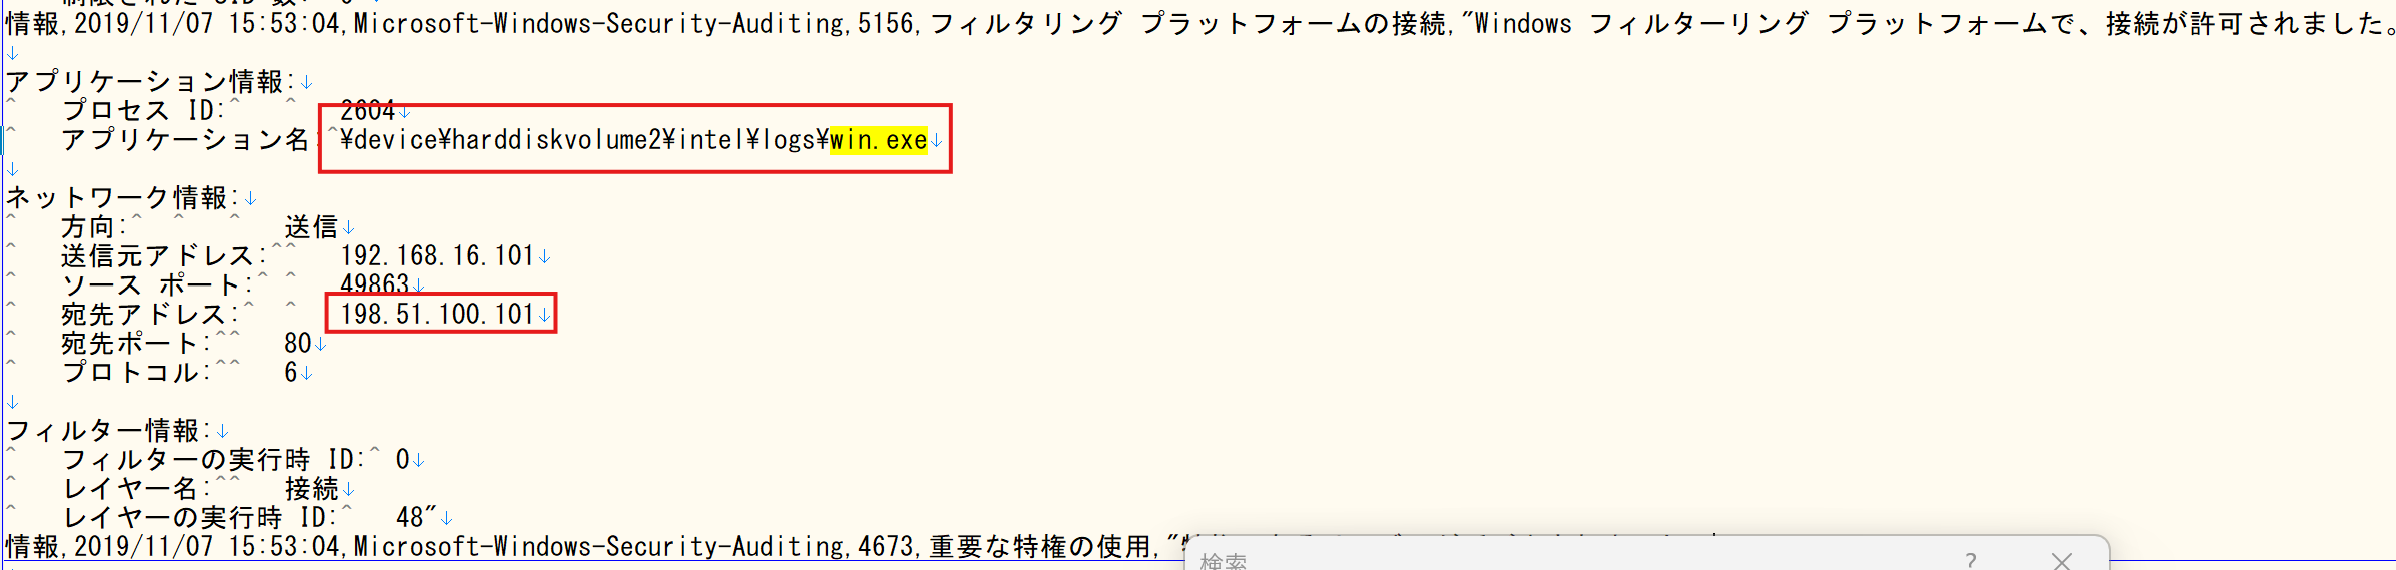 情報,2019/11/07 15:53:04,Microsoft-Windows-Security-Auditing,5156,フィルタリング プラットフォームの接続,"Windows フィルターリング プラットフォームで、接続が許可されました。
↓
アプリケーション情報:↓
^ プロセス ID:^ ^ 2604↓
^ アプリケーション名:^¥device¥harddiskvolume2¥intel¥logs¥win.exe↓
↓
ネットワーク情報:↓
^ 方向:^ ^ ^ 送信↓
^ 送信元アドレス:^^ 192.168.16.101↓
^ ソース ポート:^ ^ 49863↓
^ 宛先アドレス:^ ^ 198.51.100.101↓
^ 宛先ポート:^^ 80↓
^ プロトコル:^^ 6↓
↓
フィルター情報:↓
^ フィルターの実行時 ID:^ 0↓
^ レイヤー名:^^ 接続↓
^ レイヤーの実行時 ID:^ 48"↓
情報,2019/11/07 15:53:04,Microsoft-Windows-Security-Auditing,4673,重要な特権の使用,"
検索 ? ×